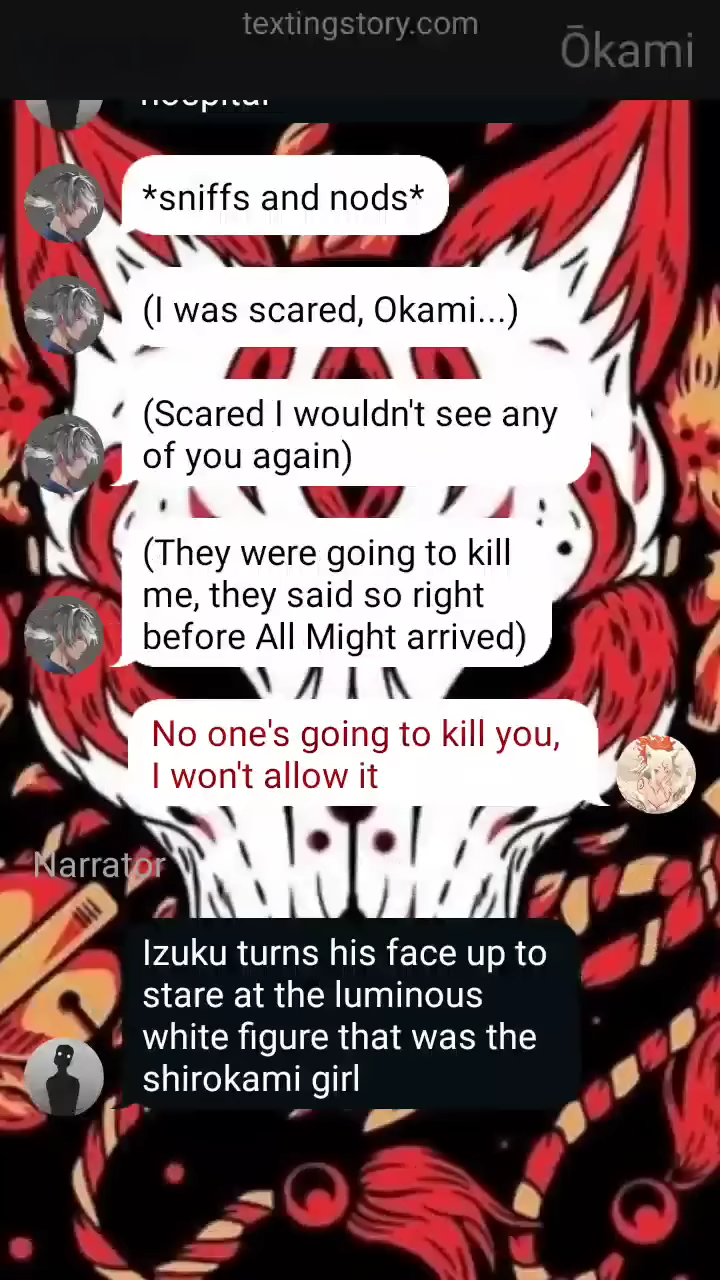 textingstory.com
Ōkami
hospital
*sniffs and nods*
(I was scared, Okami...)
(Scared I wouldn't see any
of you again)
(They were going to kill
me, they said so right
before All Might arrived)
No one's going to kill you,
I won't allow it
Narrator
Izuku turns his face up to
stare at the luminous
white figure that was the
shirokami girl